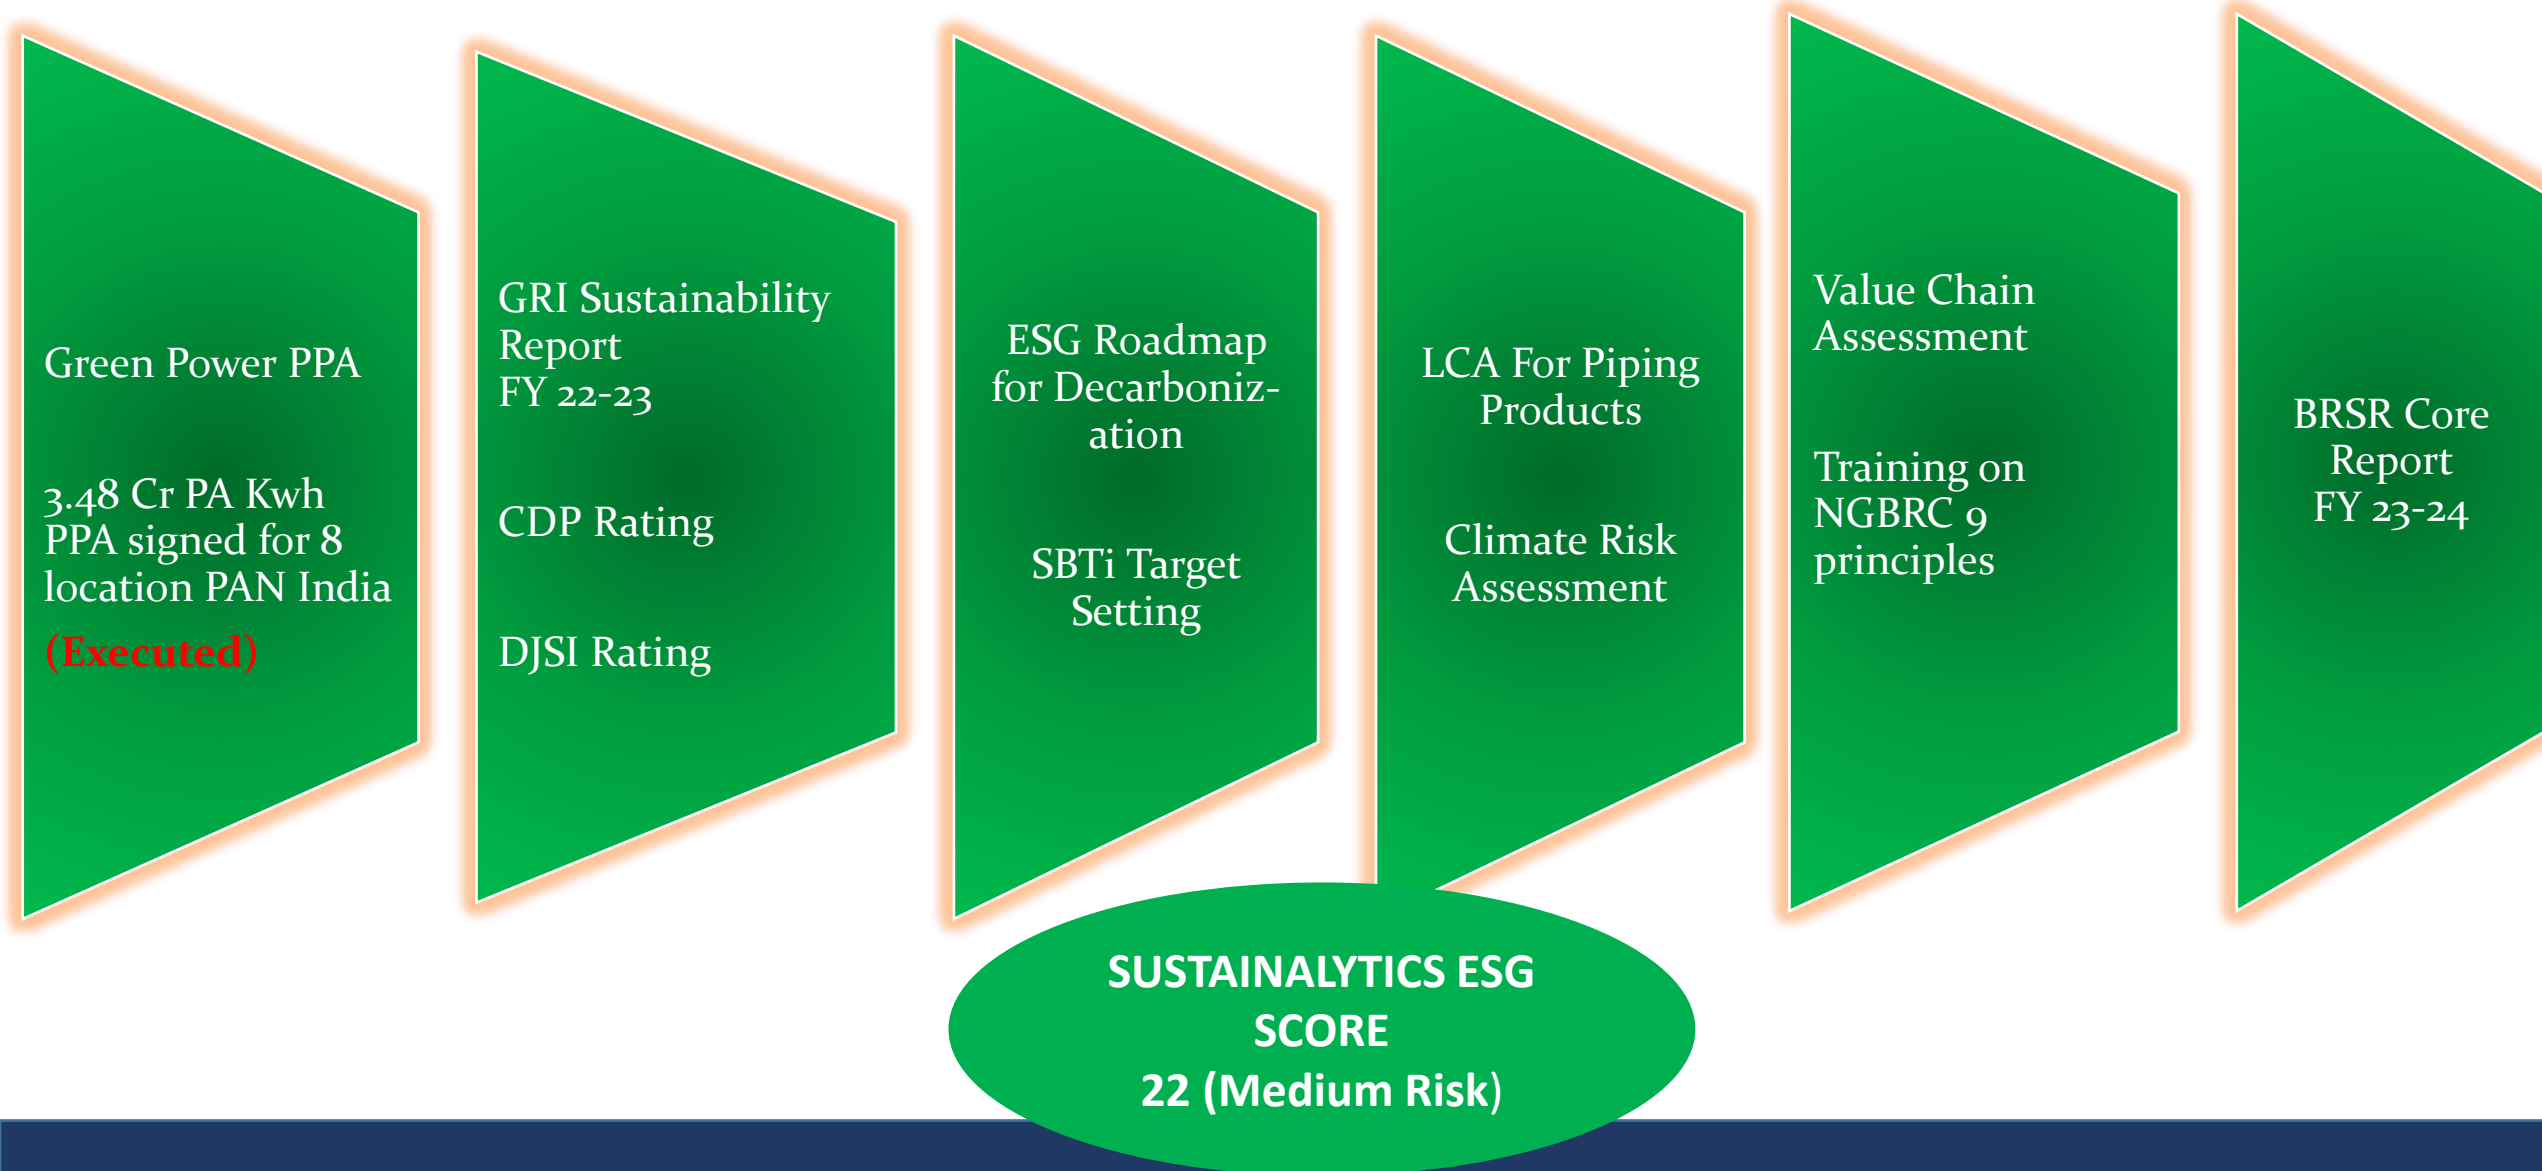 Green Power PPA
3.48 Cr PA Kwh
PPA signed for 8
location PAN India
(Executed)
GRI Sustainability
Report
FY 22-23
CDP Rating
DJSI Rating
ESG Roadmap
for Decarboniz-
ation
SBTi Target
Setting
LCA For Piping
Products
Climate Risk
Assessment
Value Chain
Assessment
Training on
NGBRC 9
principles
BRSR Core
Report
FY 23-24
SUSTAINALYTICS ESG
SCORE
22 (Medium Risk)